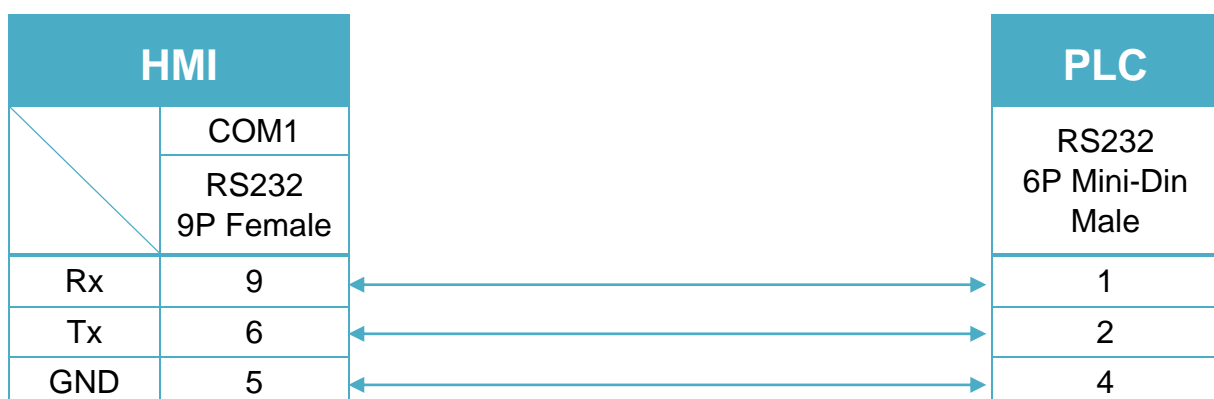 HMI
PLC
COM1
RS232
9P Female
RS232
6P Mini-Din
Male
Rx 9 1
Tx 6 2
GND 5 4